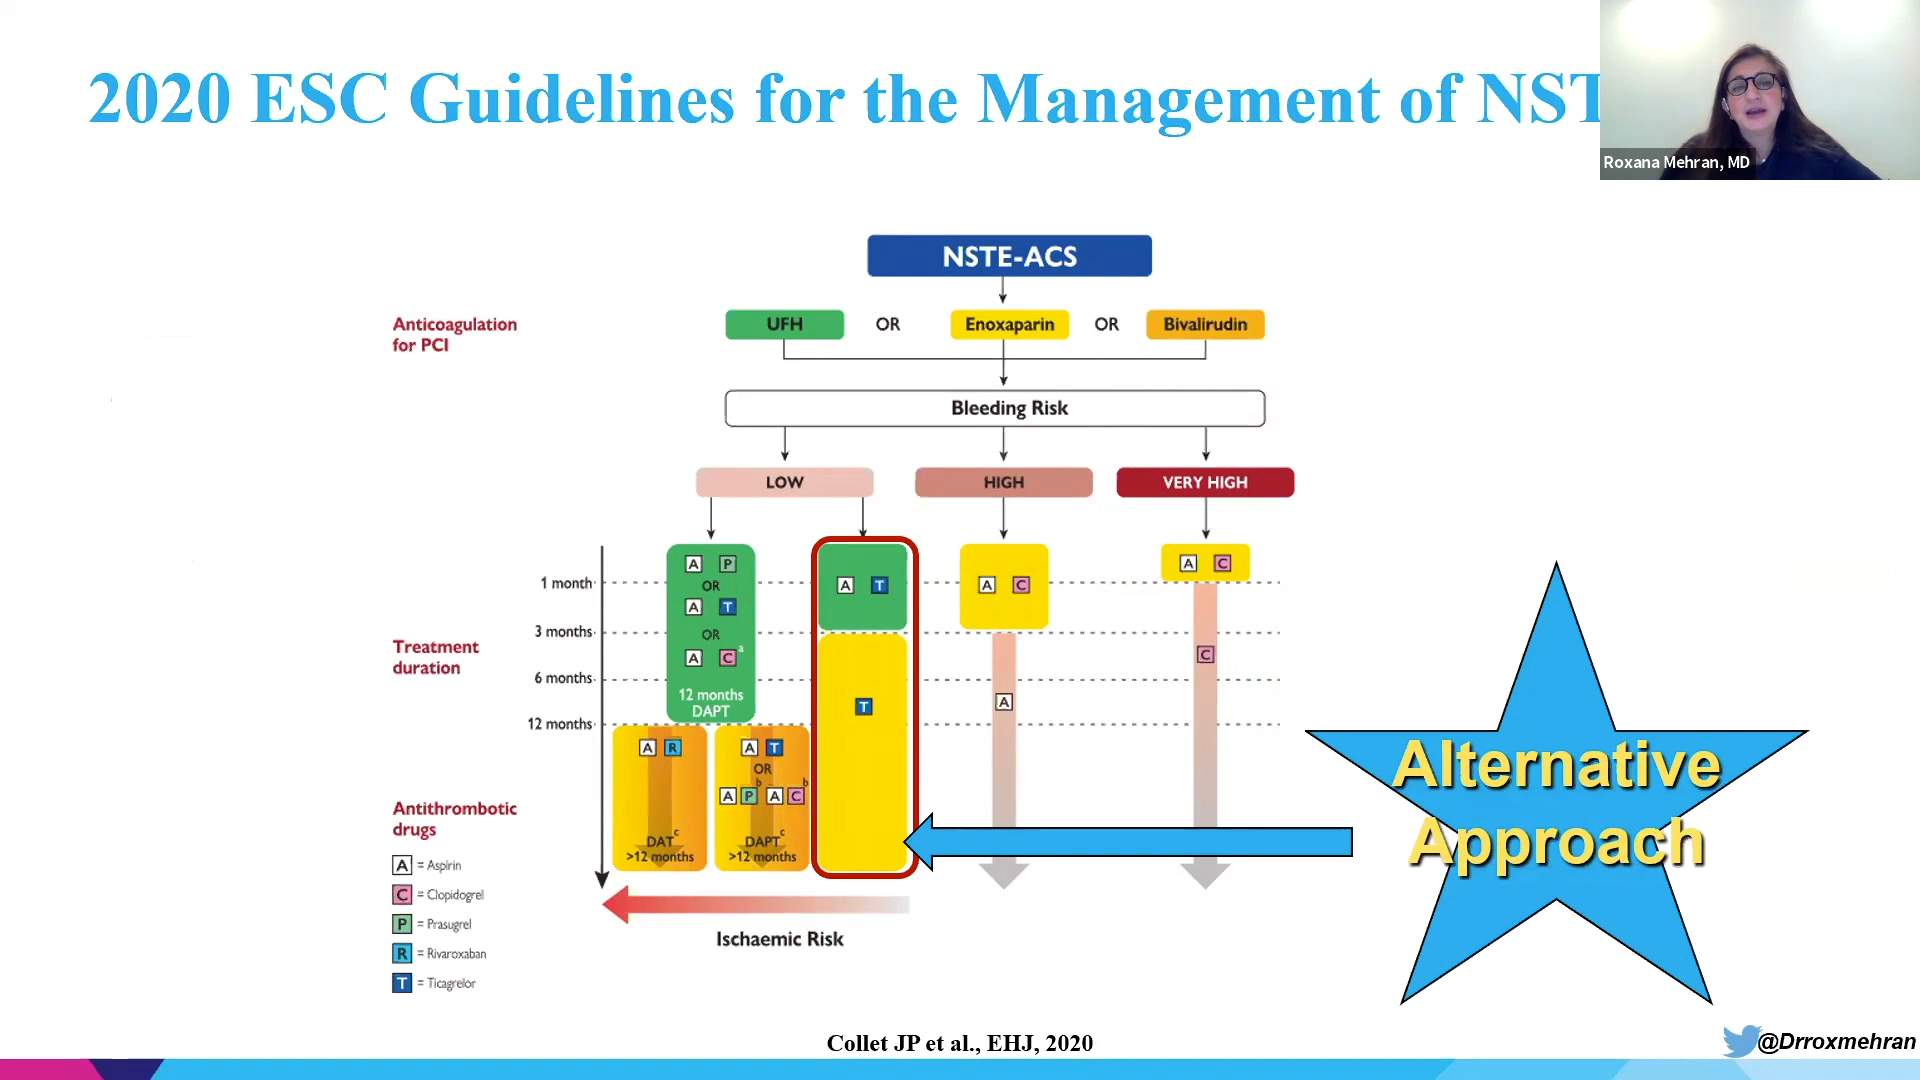 2020 ESC Guidelines for the Management of NST
Roxana Mehran, MD
NSTE-ACS
Anticoagulation
for PCI
UFH OR Enoxaparin OR Bivalirudin
Bleeding Risk
LOW HIGH VERY HIGH
A P
OR
A T
OR
A C a
12 months
DAPT
A T
A C
A C
1 month
3 months
6 months
12 months
Treatment
duration
T
A
C
A R
DAT c
>12 months
A T
OR
A P b A C b
DAPT c
>12 months
Alternative
Approach
Antithrombotic
drugs
A = Aspirin
C = Clopidogrel
P = Prasugrel
R = Rivaroxaban
T = Ticagrelor
Ischaemic Risk
Collet JP et al., EHJ, 2020
@Drroxmehran